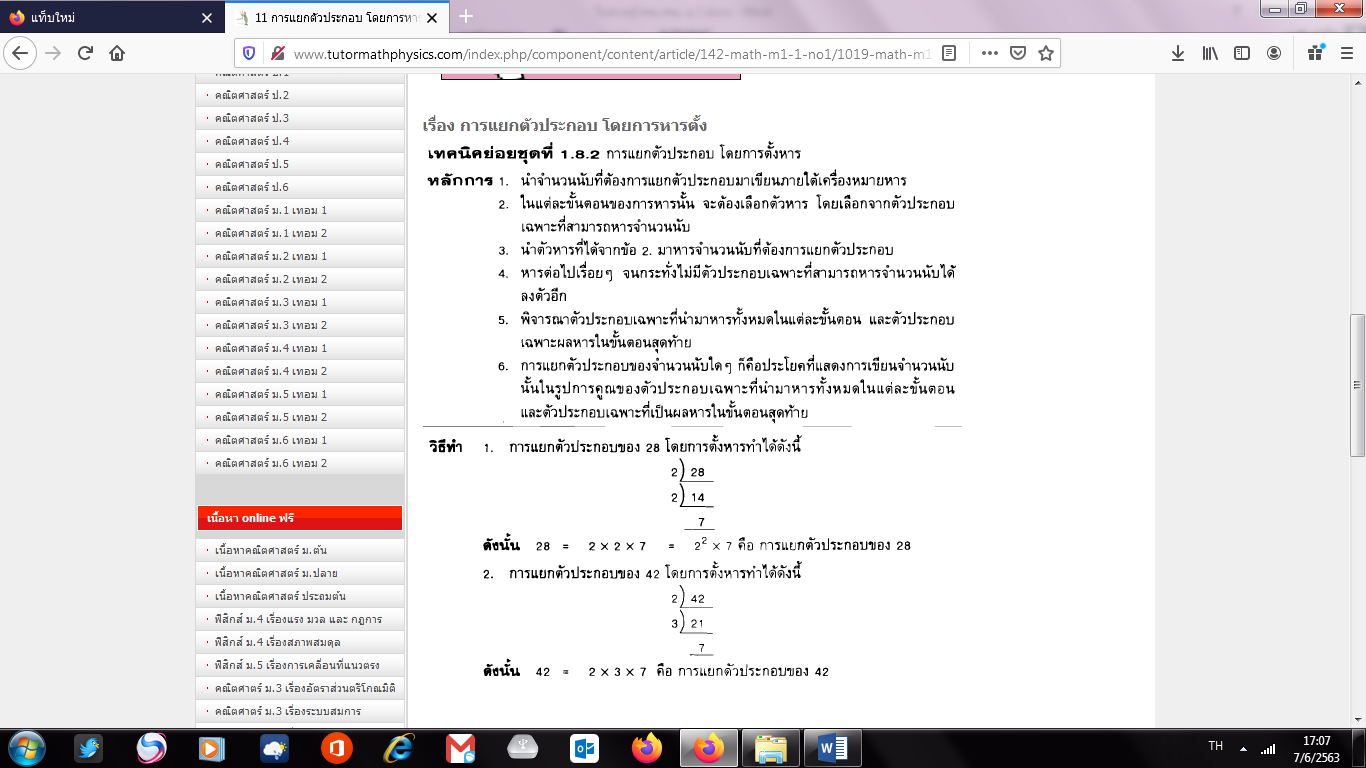 แท็บใหม่
11 การแยกตัวประกอบ โดยการหาร
www.tutormathphysics.com/index.php/component/content/article/142-math-m1-1-no1/1019-math-m1
คณิตศาสตร์ ป.1
คณิตศาสตร์ ป.2
คณิตศาสตร์ ป.3
คณิตศาสตร์ ป.4
คณิตศาสตร์ ป.5
คณิตศาสตร์ ป.6
คณิตศาสตร์ ม.1 เทอม 1
คณิตศาสตร์ ม.1 เทอม 2
คณิตศาสตร์ ม.2 เทอม 1
คณิตศาสตร์ ม.2 เทอม 2
คณิตศาสตร์ ม.3 เทอม 1
คณิตศาสตร์ ม.3 เทอม 2
คณิตศาสตร์ ม.4 เทอม 1
คณิตศาสตร์ ม.4 เทอม 2
คณิตศาสตร์ ม.5 เทอม 1
คณิตศาสตร์ ม.5 เทอม 2
คณิตศาสตร์ ม.6 เทอม 1
คณิตศาสตร์ ม.6 เทอม 2
เนื้อหา online ฟรี
เนื้อหาคณิตศาสตร์ ม.ต้น
เนื้อหาคณิตศาสตร์ ม.ปลาย
เนื้อหาคณิตศาสตร์ ประถมต้น
ฟิสิกส์ ม.4 เรื่องแรง มวล และ กฎการ
ฟิสิกส์ ม.4 เรื่องสภาพสมดุล
ฟิสิกส์ ม.5 เรื่องการเคลื่อนที่แนวตรง
คณิตศาตร์ ม.3 เรื่องอัตราส่วนตรีโกณมิติ
คณิตศาตร์ ม.3 เรื่องระบบสมการ
เรื่อง การแยกตัวประกอบ โดยการหารตั้ง
เทคนิคย่อยชุดที่ 1.8.2 การแยกตัวประกอบ โดยการตั้งหาร
หลักการ 1. นำจำนวนนับที่ต้องการแยกตัวประกอบมาเขียนภายใต้เครื่องหมายหาร
2. ในแต่ละขั้นตอนของการหารนั้น จะต้องเลือกตัวหาร โดยเลือกจากตัวประกอบ
เฉพาะที่สามารถหารจำนวนนับ
3. นำตัวหารที่ได้จากข้อ 2. มาหารจำนวนนับที่ต้องการแยกตัวประกอบ
4. หารต่อไปเรื่อยๆ จนกระทั่งไม่มีตัวประกอบเฉพาะที่สามารถหารจำนวนนับได้
ลงตัวอีก
5. พิจารณาตัวประกอบเฉพาะที่นำมาหารทั้งหมดในแต่ละขั้นตอน และตัวประกอบ
เฉพาะผลหารในขั้นตอนสุดท้าย
6. การแยกตัวประกอบของจำนวนนับใดๆ ก็คือประโยคที่แสดงการเขียนจำนวนนับ
นั้นในรูปการคูณของตัวประกอบเฉพาะที่นำมาหารทั้งหมดในแต่ละขั้นตอน
และตัวประกอบเฉพาะที่เป็นผลหารในขั้นตอนสุดท้าย
วิธีทำ 1. การแยกตัวประกอบของ 28 โดยการตั้งหารทำได้ดังนี้
2) 28
2) 14
7
ดังนั้น 28 = 2 × 2 × 7 = 2² × 7 คือ การแยกตัวประกอบของ 28
2. การแยกตัวประกอบของ 42 โดยการตั้งหารทำได้ดังนี้
2) 42
3) 21
7
ดังนั้น 42 = 2 × 3 × 7 คือ การแยกตัวประกอบของ 42
TH
17:07
7/6/2563